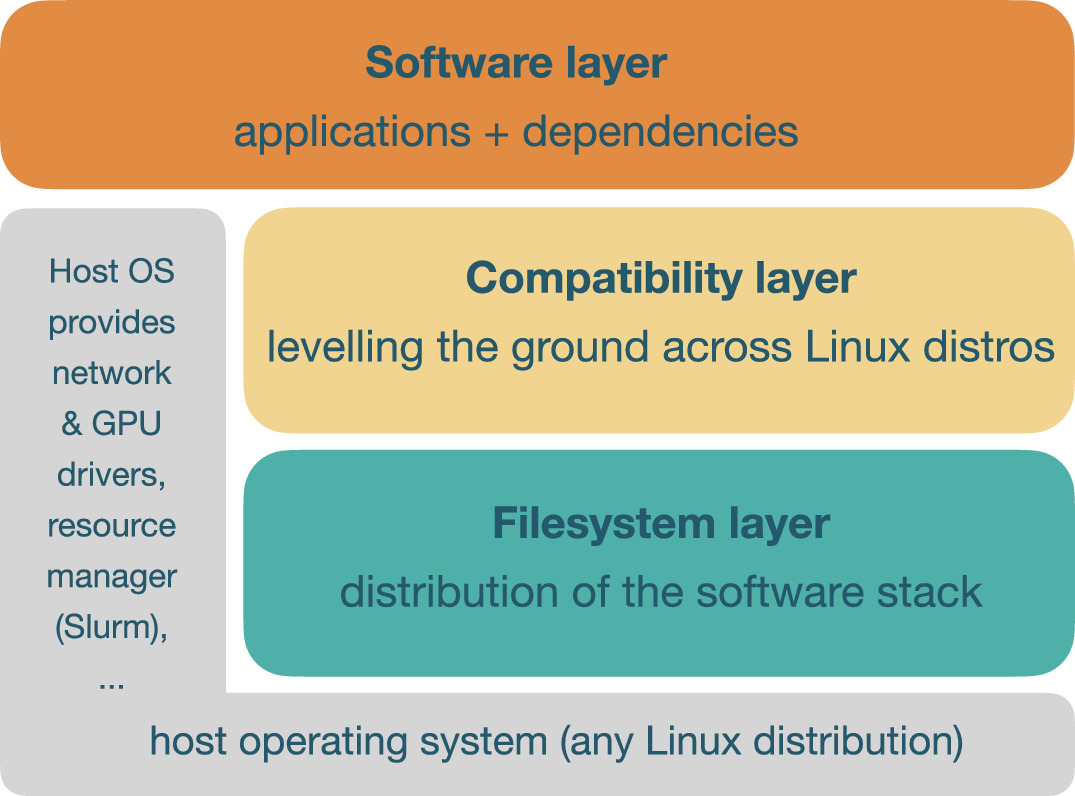 Software layer
applications + dependencies
Host OS
provides
network
& GPU
drivers,
resource
manager
(Slurm),
...
Compatibility layer
levelling the ground across Linux distros
Filesystem layer
distribution of the software stack
host operating system (any Linux distribution)